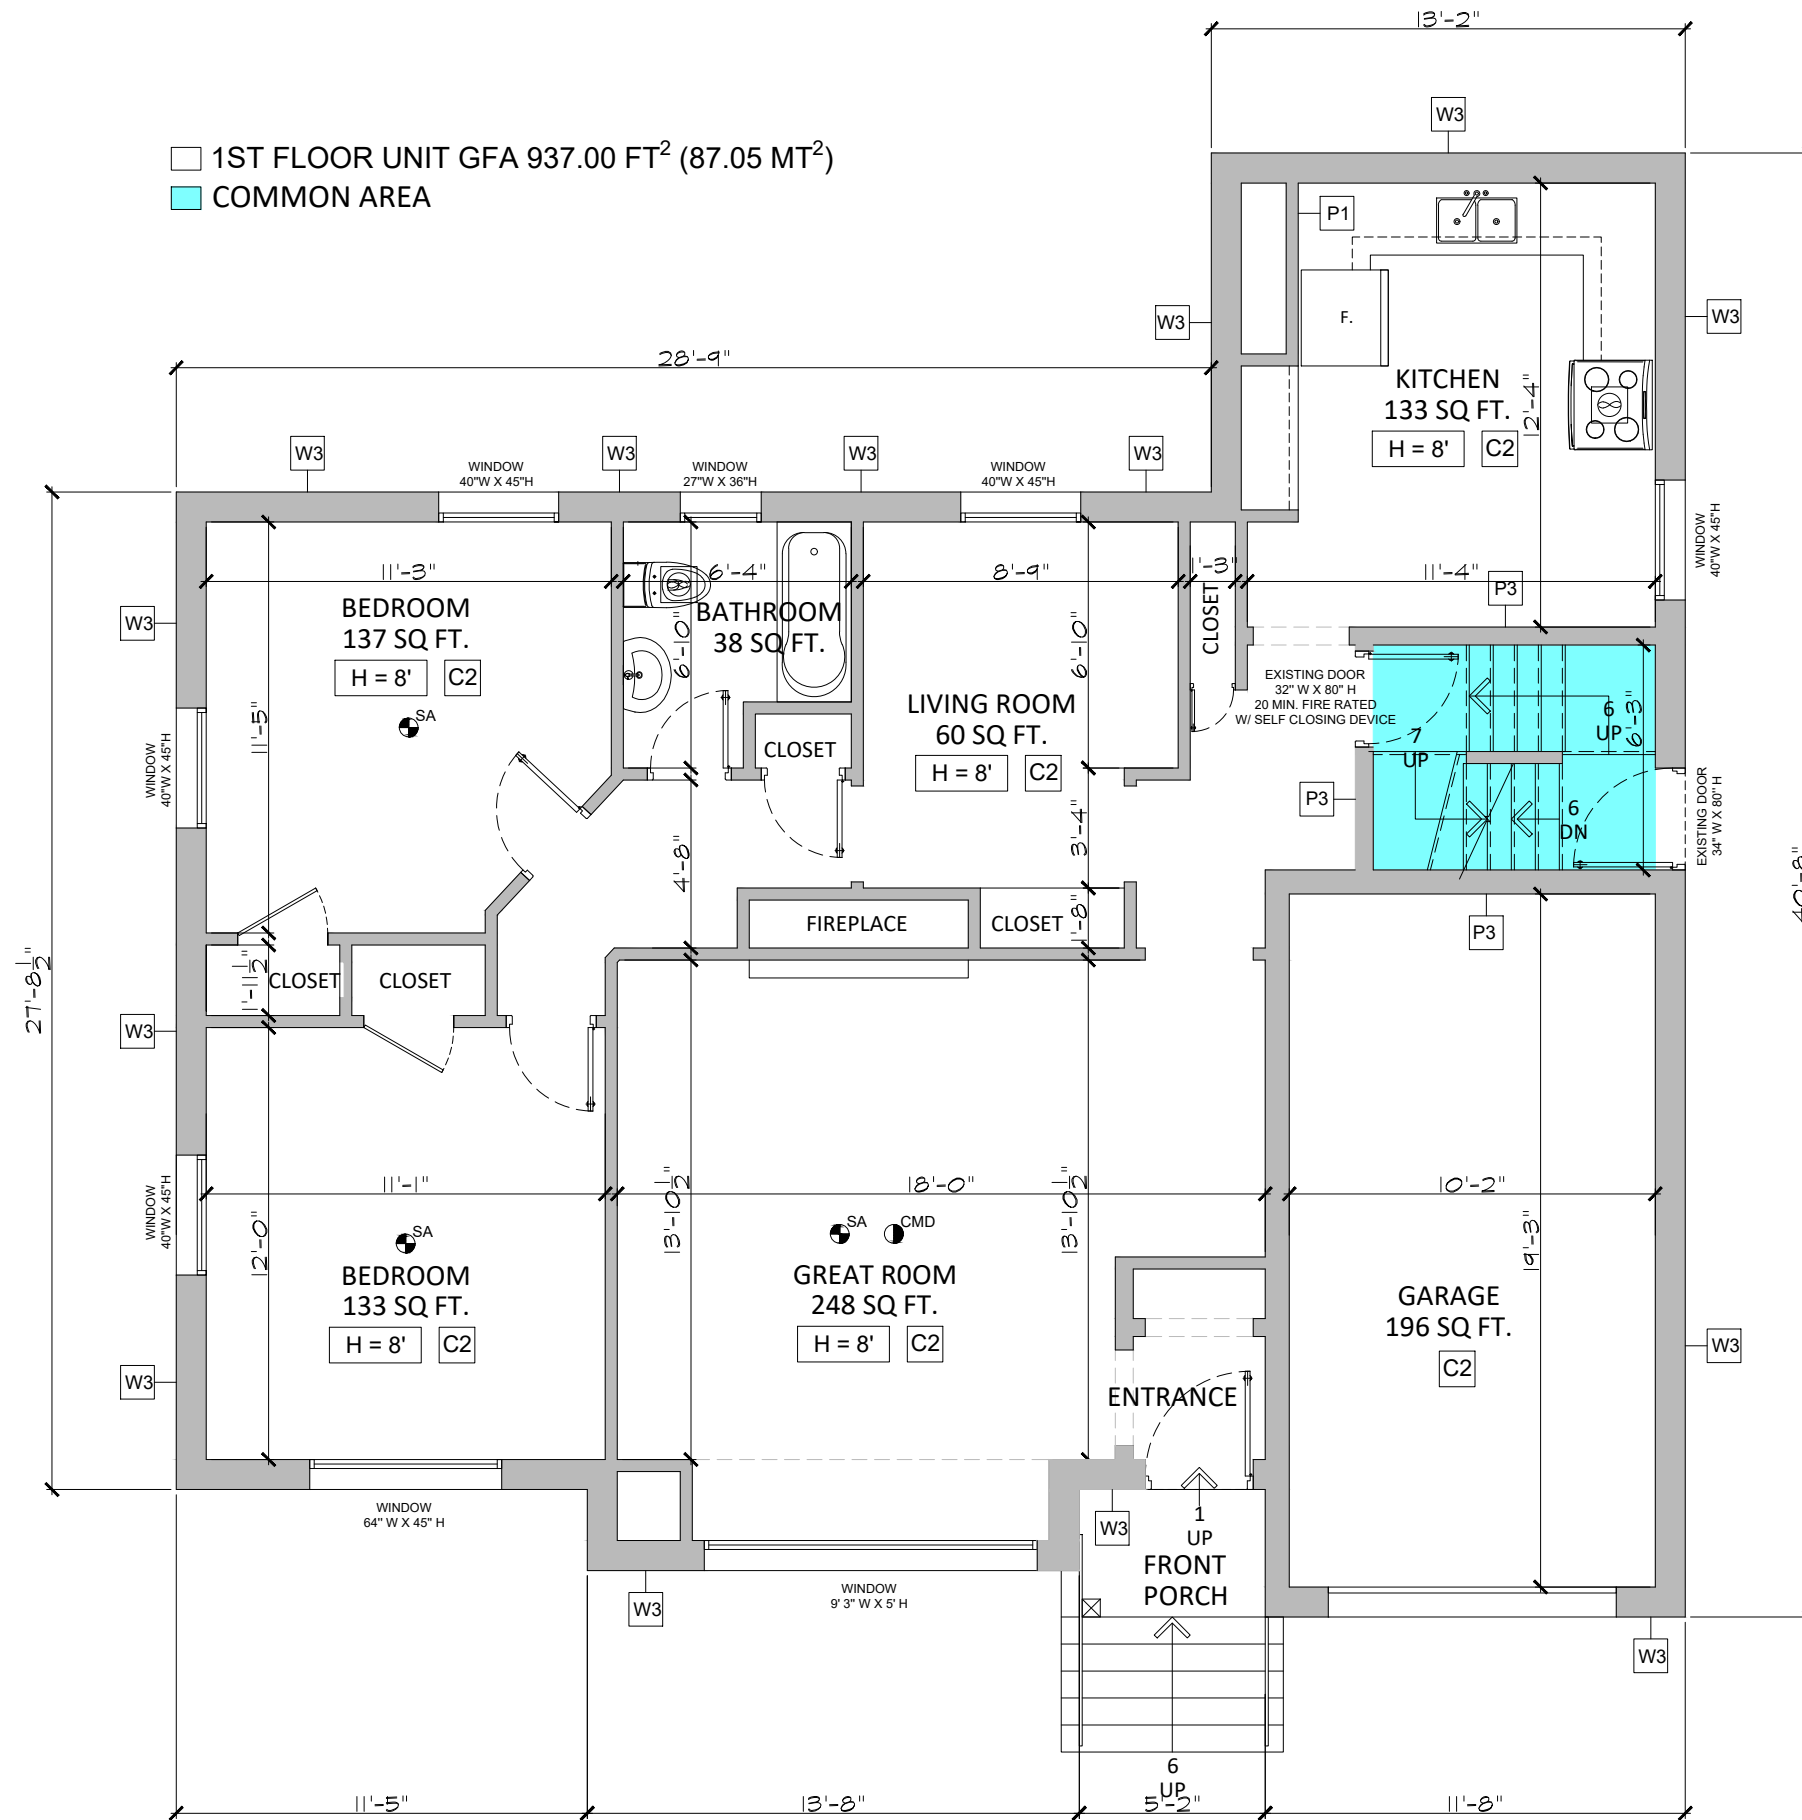 13'-2"
W3
1ST FLOOR UNIT GFA 937.00 FT² (87.05 MT²)
COMMON AREA
P1
W3
F.
W3
28'-9"
KITCHEN
133 SQ FT.
H = 8'
C2
12'-4"
W3
W3
W3
W3
WINDOW
40"W X 45"H
WINDOW
27"W X 36"H
WINDOW
40"W X 45"H
WINDOW
40"W X 45"H
11'-3"
6'-4"
8'-9"
1'-3"
11'-4"
P3
W3
BEDROOM
137 SQ FT.
H = 8'
C2
SA
11'-5"
BATHROOM
38 SQ FT.
6'-10"
CLOSET
LIVING ROOM
60 SQ FT.
H = 8'
C2
6'-10"
CLOSET
EXISTING DOOR
32" W X 80" H
20 MIN. FIRE RATED
W/ SELF CLOSING DEVICE
6
UP
7
UP
6'-3"
6
DN
P3
EXISTING DOOR
34" W X 80" H
WINDOW
40"W X 45"H
4'-8"
3'-4"
40'-8"
FIREPLACE
CLOSET
1'-8"
P3
27'-8 1/2"
CLOSET
CLOSET
1'-11 1/2"
W3
WINDOW
40"W X 45"H
11'-1"
12'-0"
SA
BEDROOM
133 SQ FT.
H = 8'
C2
13'-10 1/2"
18'-0"
13'-10 1/2"
SA
CMD
GREAT R0OM
248 SQ FT.
H = 8'
C2
10'-2"
19'-3"
GARAGE
196 SQ FT.
C2
W3
W3
ENTRANCE
WINDOW
64" W X 45" H
W3
1
UP
FRONT
PORCH
W3
WINDOW
9' 3" W X 5' H
W3
6
UP
11'-5"
13'-8"
5'-2"
11'-8"